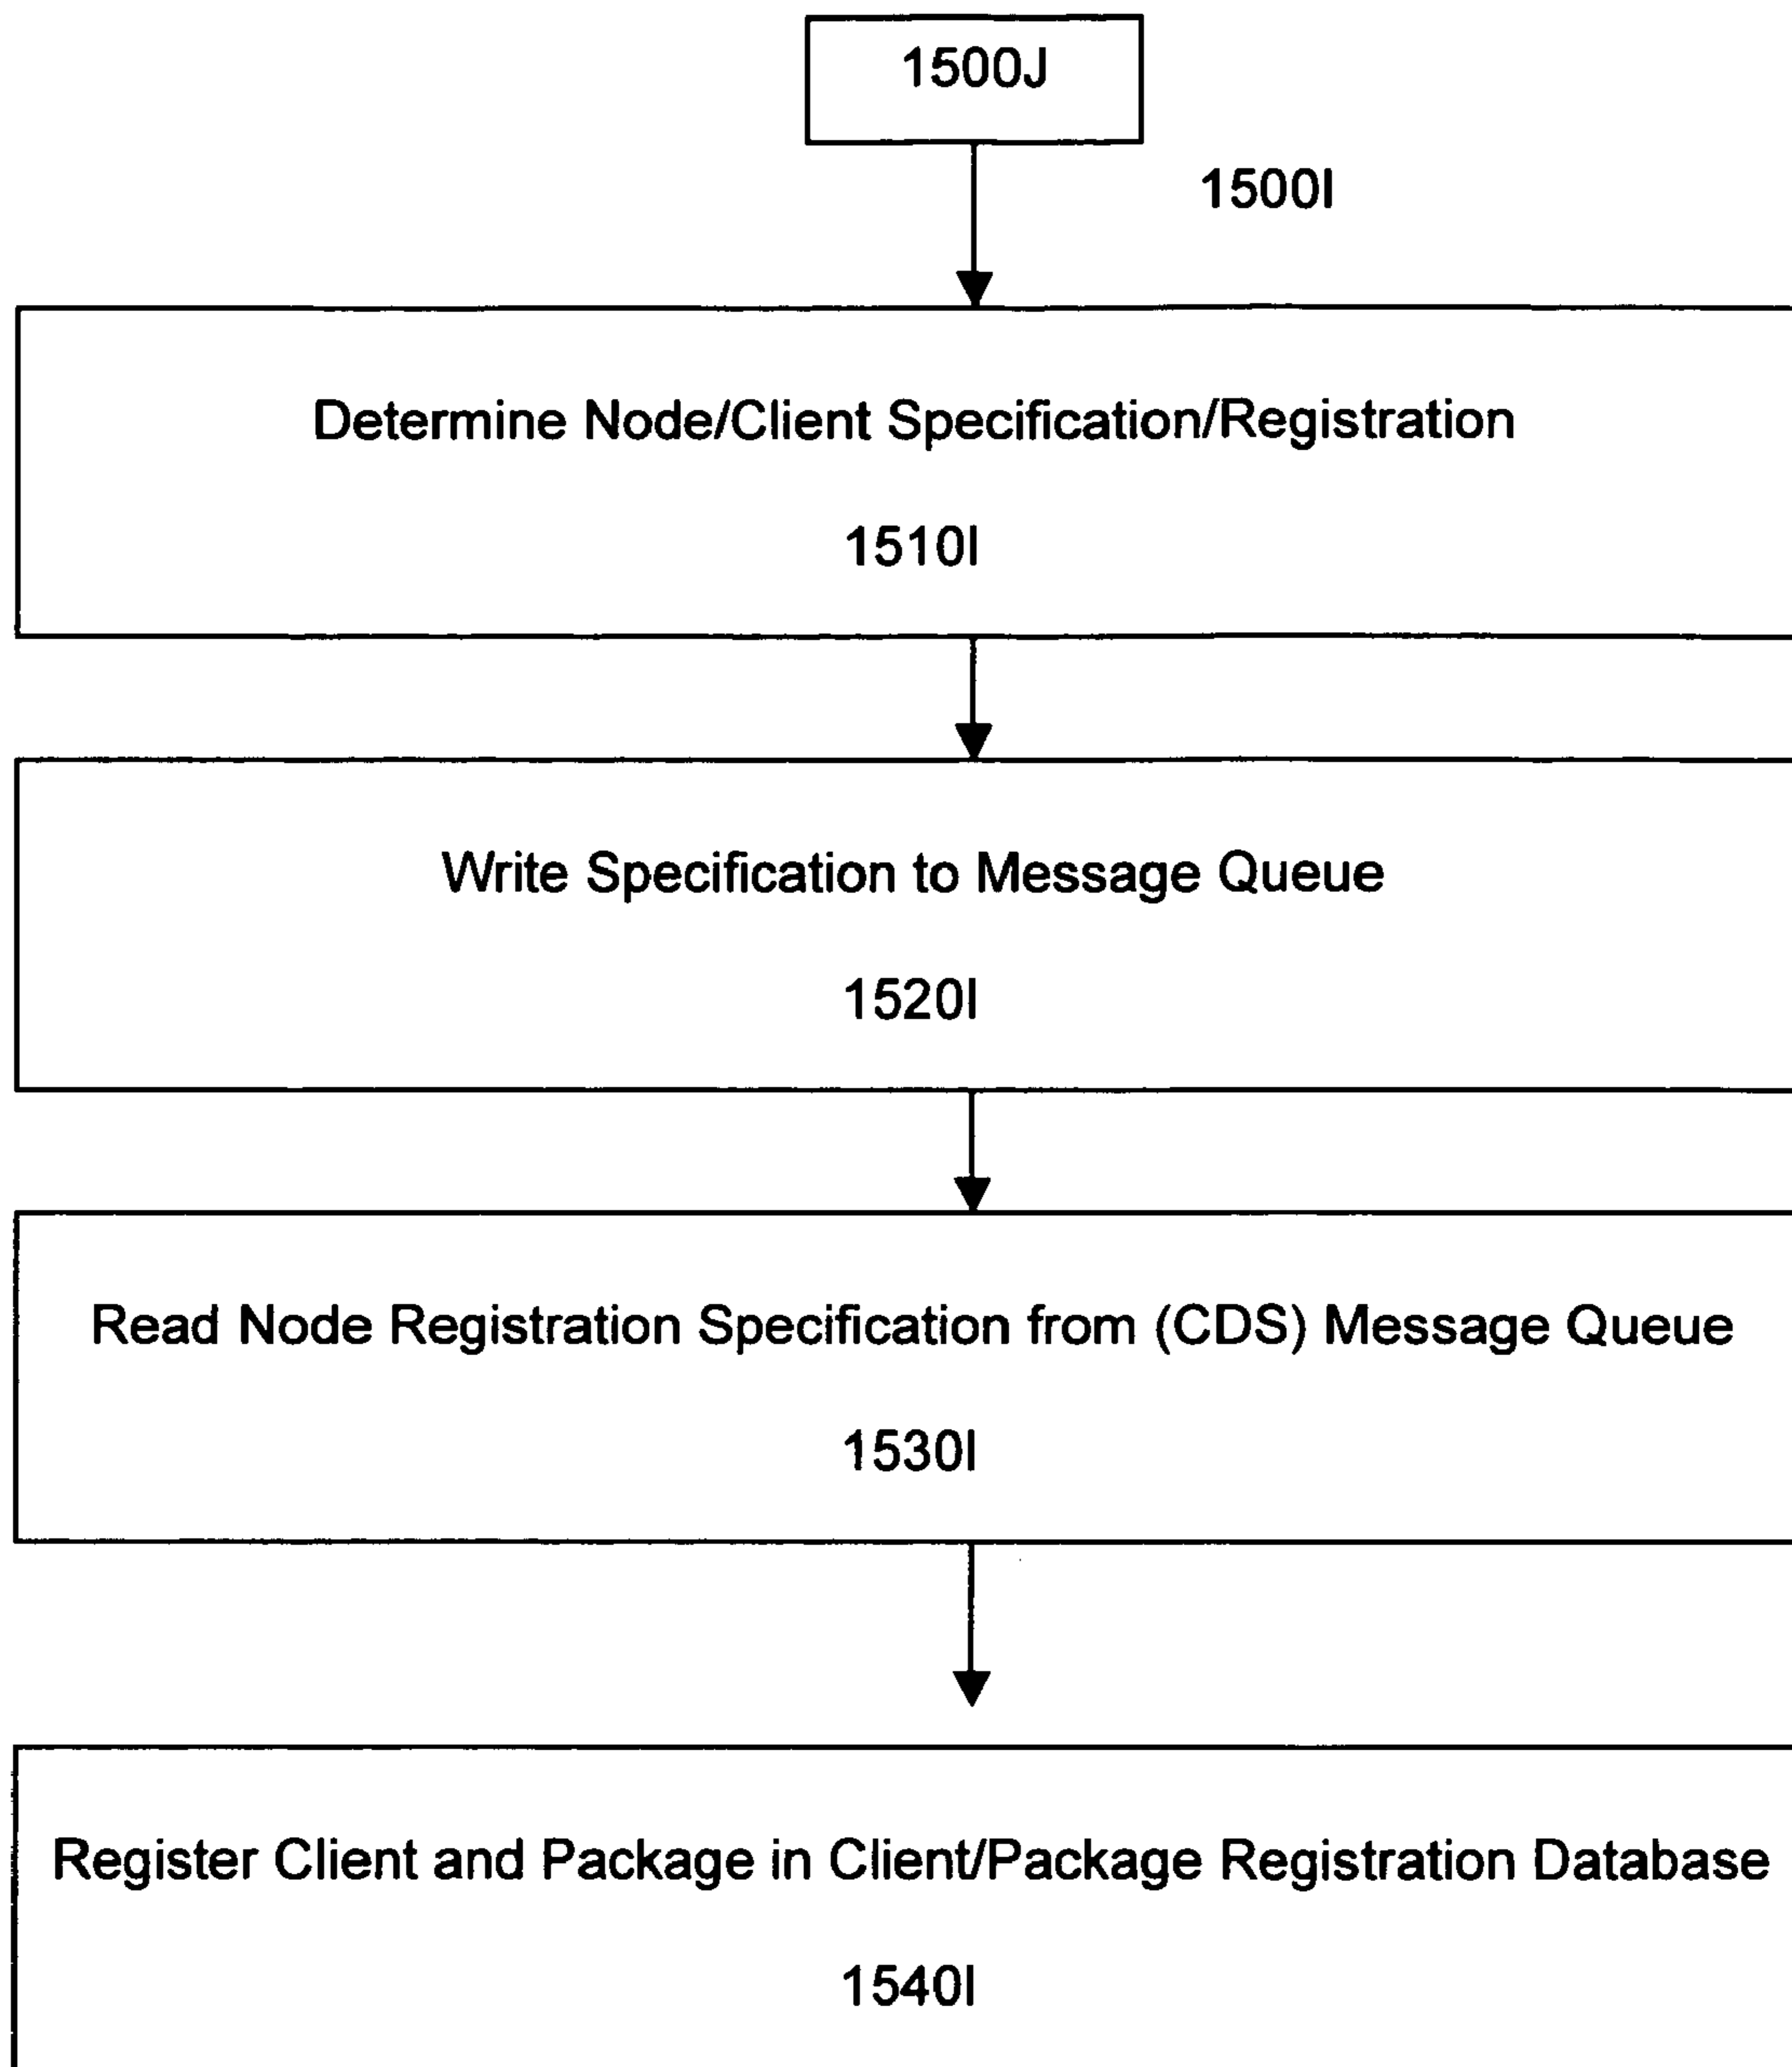 1500J
1500I
Determine Node/Client Specification/Registration
1510I
Write Specification to Message Queue
1520I
Read Node Registration Specification from (CDS) Message Queue
1530I
Register Client and Package in Client/Package Registration Database
1540I